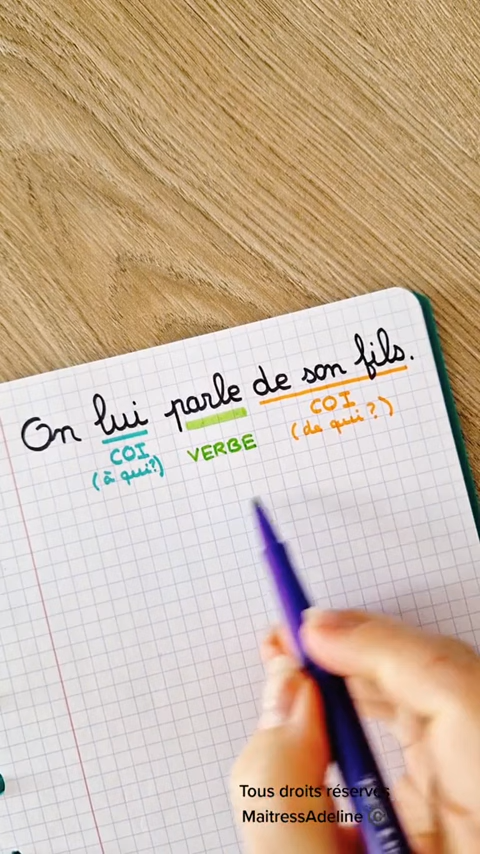 On lui parle de son fils.
COI VERBE COI
(à qui?) (de qui?)
Tous droits réservés
MaitressAdeline ©